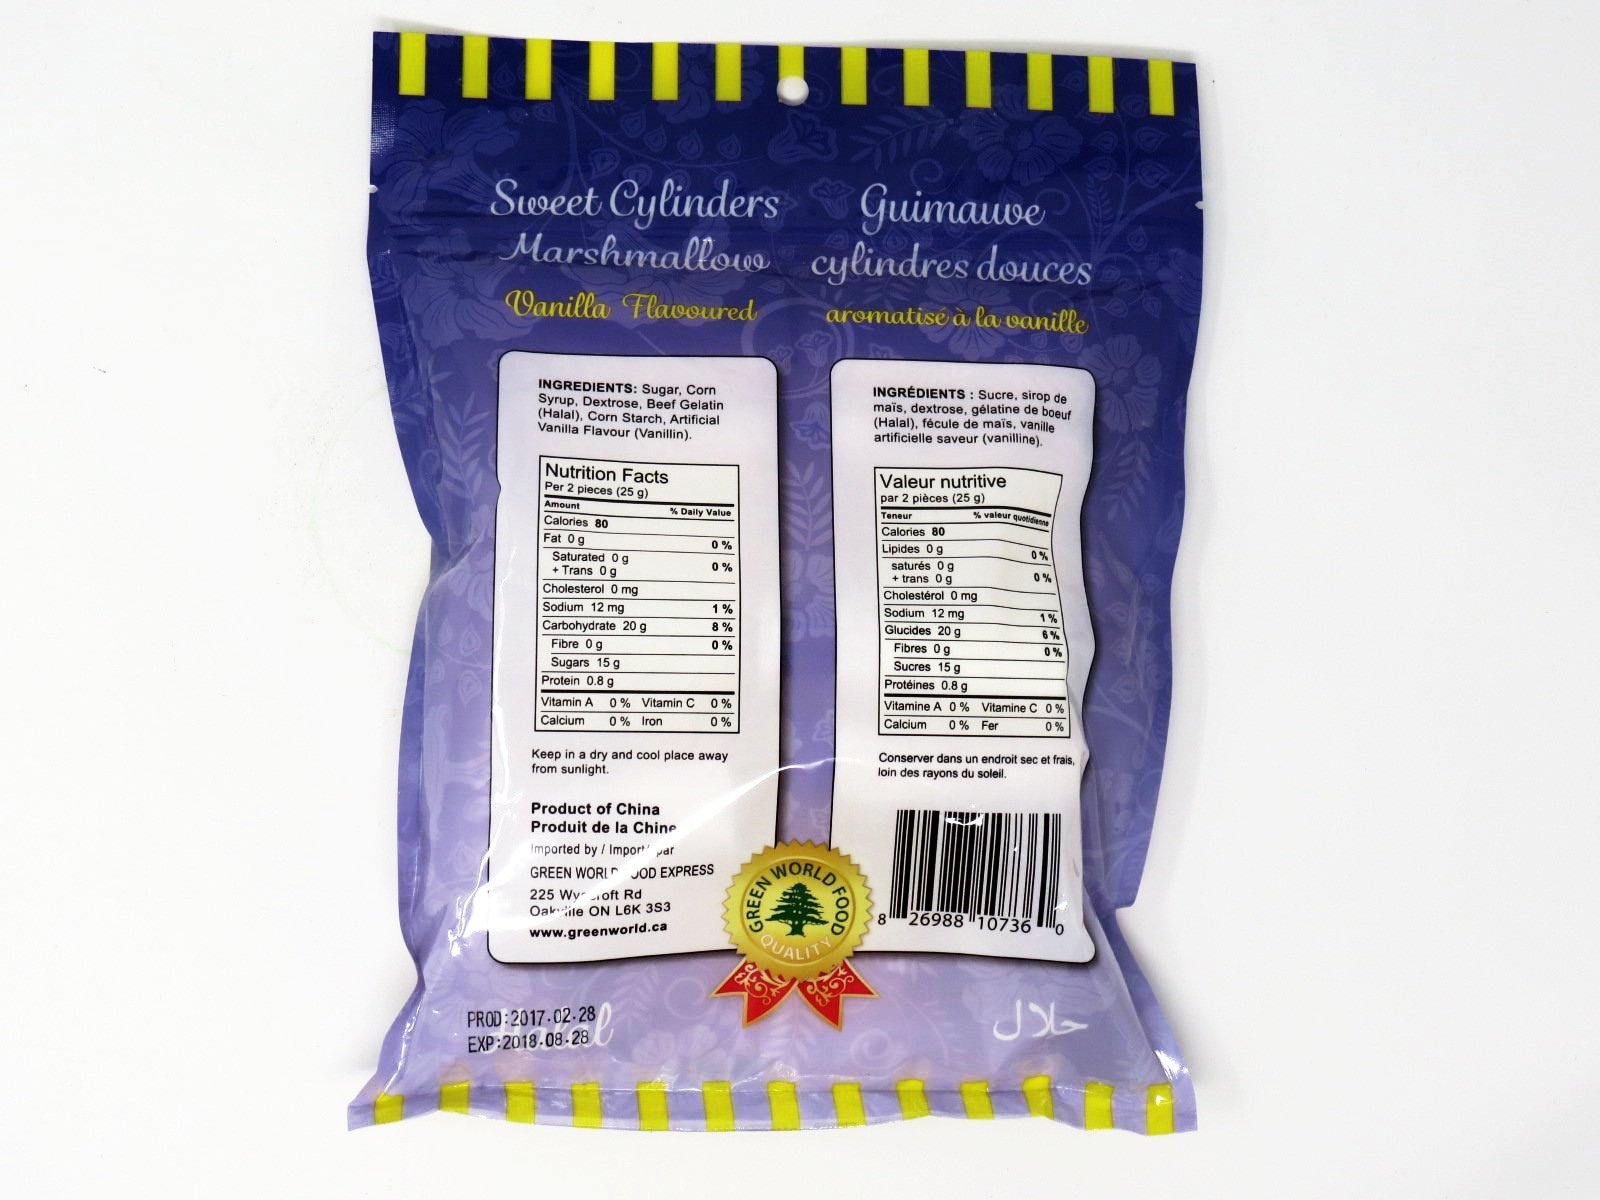 Sweet Cylinders
Marshmallow
Vanilla Flavoured
INGREDIENTS: Sugar, Corn
Syrup, Dextrose, Beef Gelatin
(Halal), Corn Starch, Artificial
Vanilla Flavour (Vanillin).
Nutrition Facts
Per 2 pieces (25 g)
Amount % Daily Value
Calories 80
Fat 0 g 0 %
Saturated 0 g
+ Trans 0 g 0 %
Cholesterol 0 mg
Sodium 12 mg 1 %
Carbohydrate 20 g 8 %
Fibre 0 g 0 %
Sugars 15 g
Protein 0.8 g
Vitamin A 0 % Vitamin C 0 %
Calcium 0 % Iron 0 %
Keep in a dry and cool place away
from sunlight.
Product of China
Produit de la Chine
Imported by / par
GREEN EXPRESS
225 Rd
ON L6K 3S3
www.greenworld.ca
Guimauve
cylindres douces
aromatisé à la vanille
INGRÉDIENTS : Sucre, sirop de
maïs, dextrose, gélatine de boeuf
(Halal), fécule de maïs, vanille
artificielle saveur (vanilline).
Valeur nutritive
par 2 pièces (25 g)
Teneur % valeur quotidienne
Calories 80
Lipides 0 g 0 %
saturés 0 g
+ trans 0 g 0 %
Cholestérol 0 mg
Sodium 12 mg 1 %
Glucides 20 g 6 %
Fibres 0 g 0 %
Sucres 15 g
Protéines 0.8 g
Vitamine A 0 % Vitamine C 0 %
Calcium 0 % Fer 0 %
Conserver dans un endroit sec et frais,
loin des rayons du soleil.
8 26988 10736 0
GREEN WORLD FOOD
QUALITY
PROD:2017.02.28
EXP:2018.08.28
Halal
حلال